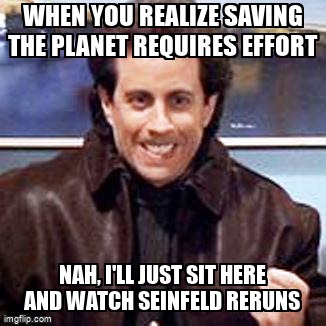 WHEN YOU REALIZE SAVING
THE PLANET REQUIRES EFFORT
NAH, I'LL JUST SIT HERE
AND WATCH SEINFELD RERUNS
imgflip.com